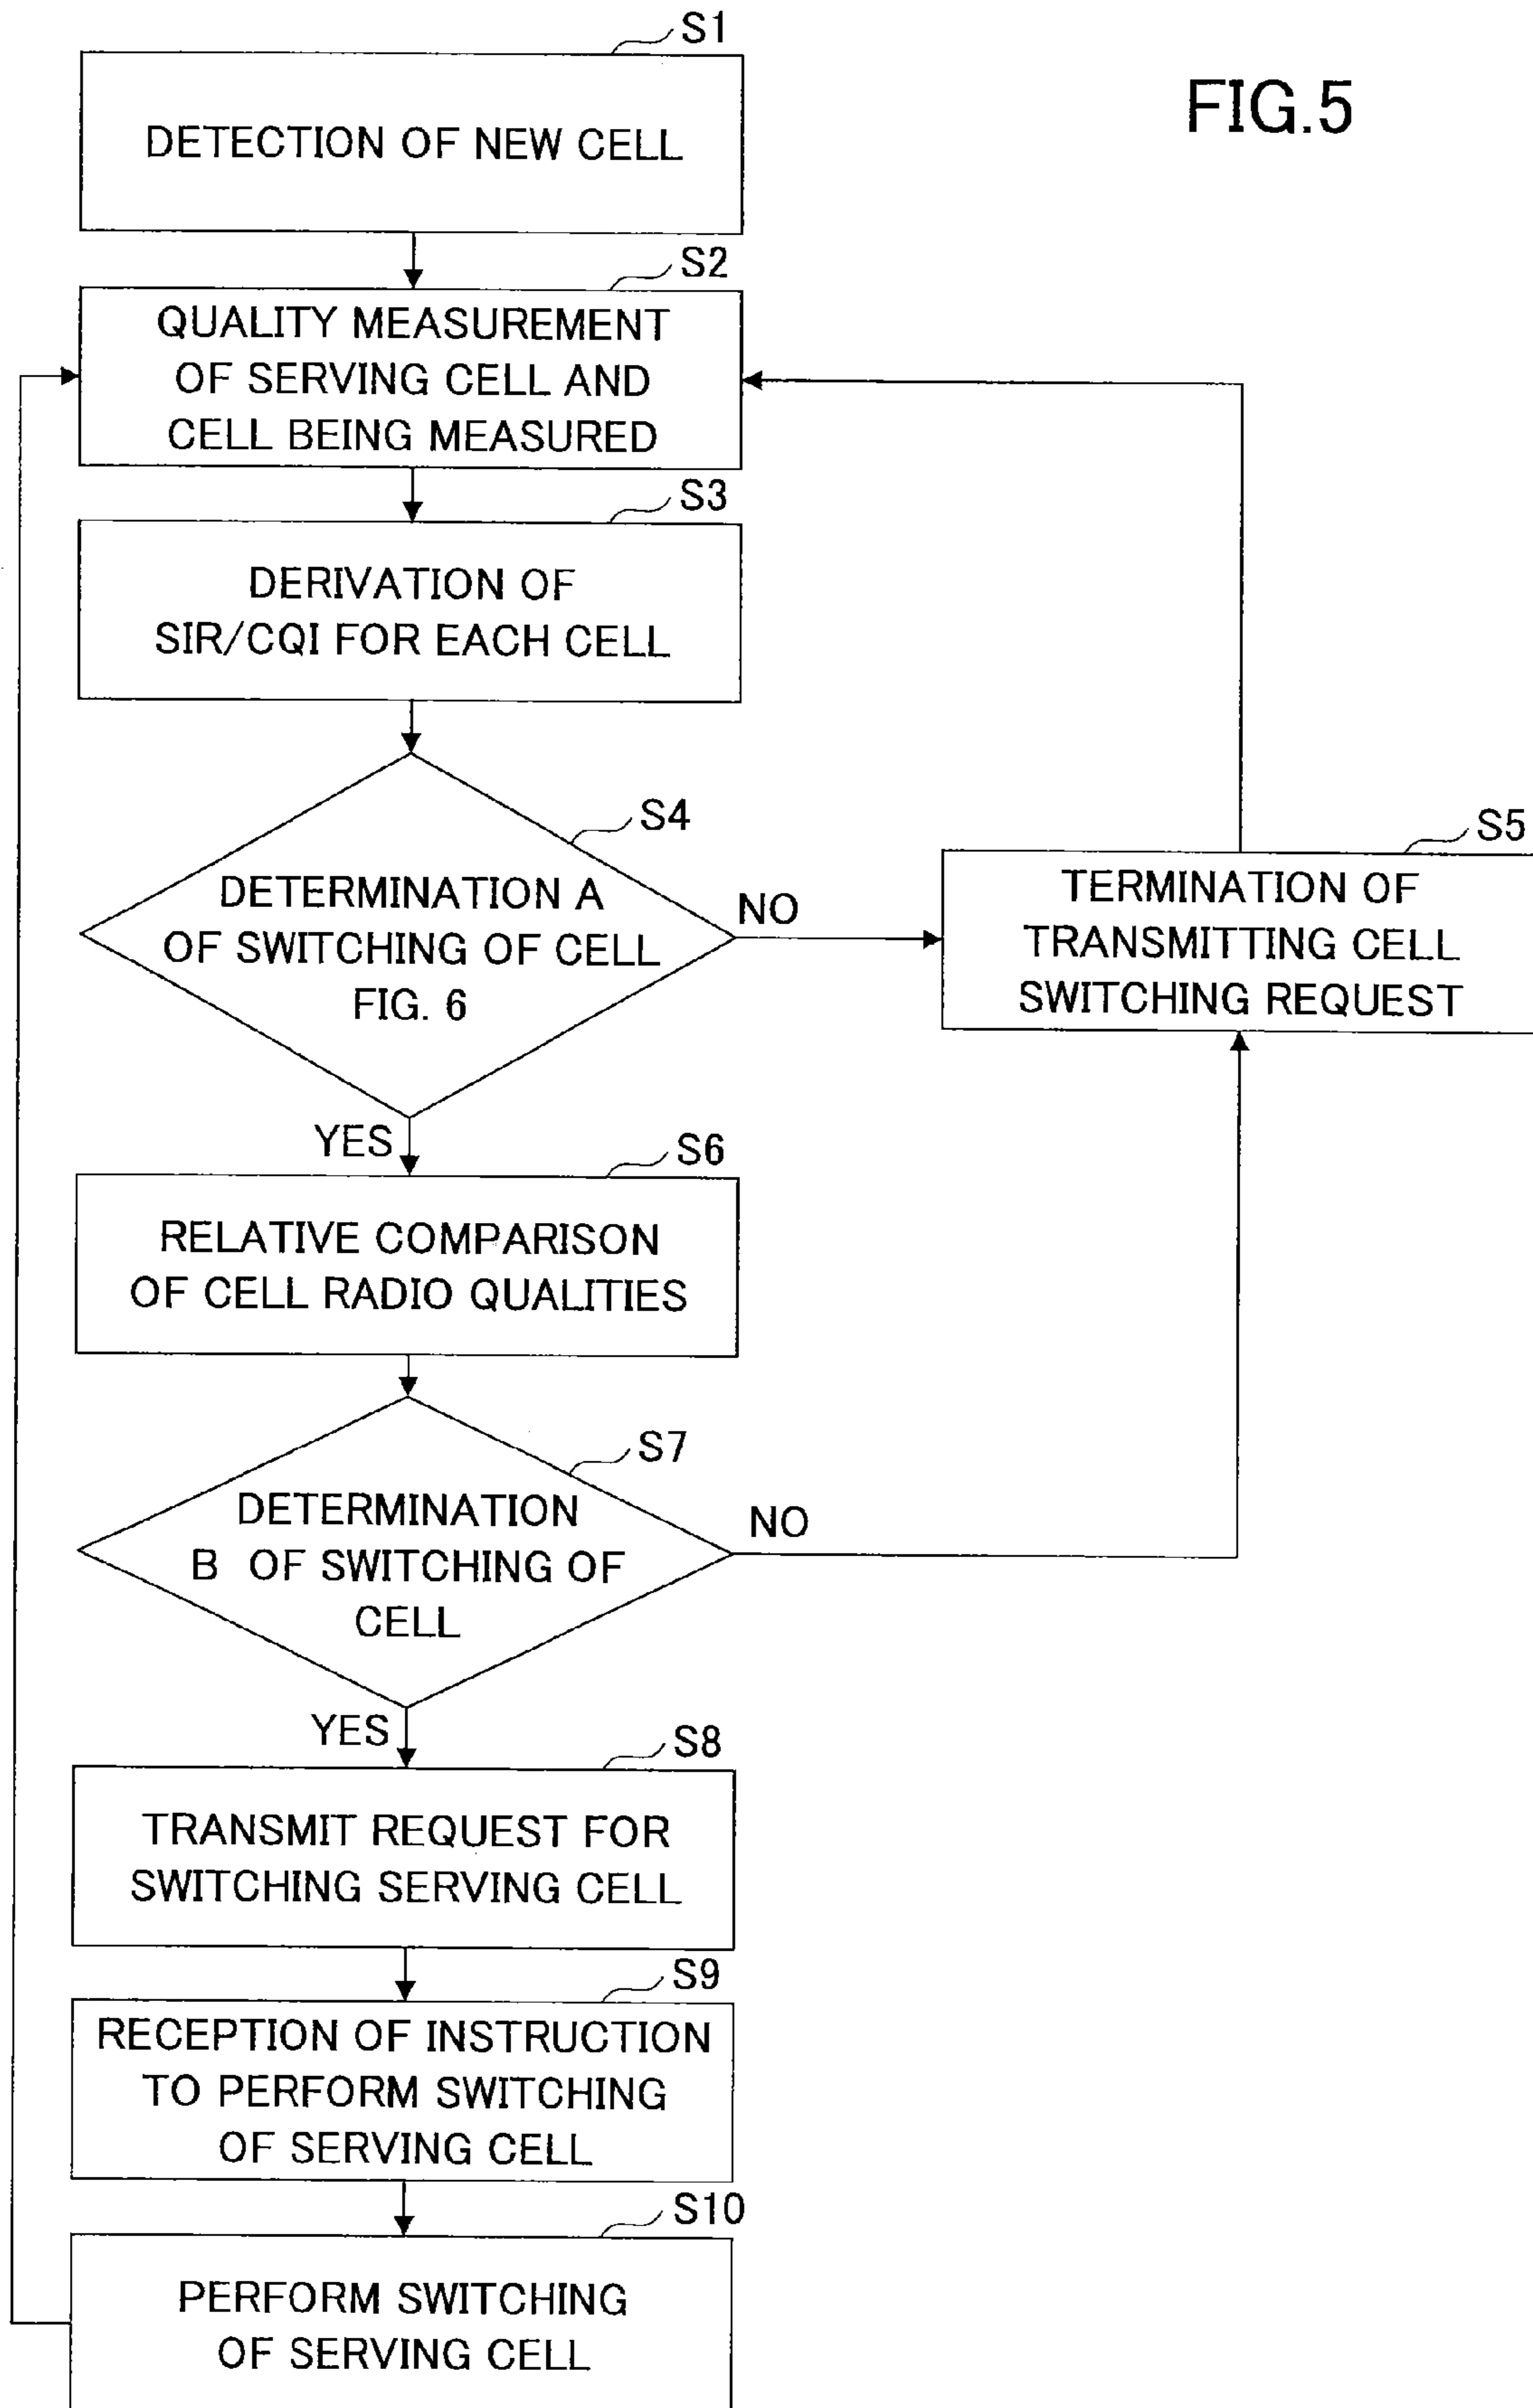 FIG.5
S1
DETECTION OF NEW CELL
S2
QUALITY MEASUREMENT
OF SERVING CELL AND
CELL BEING MEASURED
S3
DERIVATION OF
SIR/CQI FOR EACH CELL
S4
DETERMINATION A
OF SWITCHING OF CELL
FIG. 6
NO
S5
TERMINATION OF
TRANSMITTING CELL
SWITCHING REQUEST
YES
S6
RELATIVE COMPARISON
OF CELL RADIO QUALITIES
S7
DETERMINATION
B OF SWITCHING OF
CELL
NO
YES
S8
TRANSMIT REQUEST FOR
SWITCHING SERVING CELL
S9
RECEPTION OF INSTRUCTION
TO PERFORM SWITCHING
OF SERVING CELL
S10
PERFORM SWITCHING
OF SERVING CELL